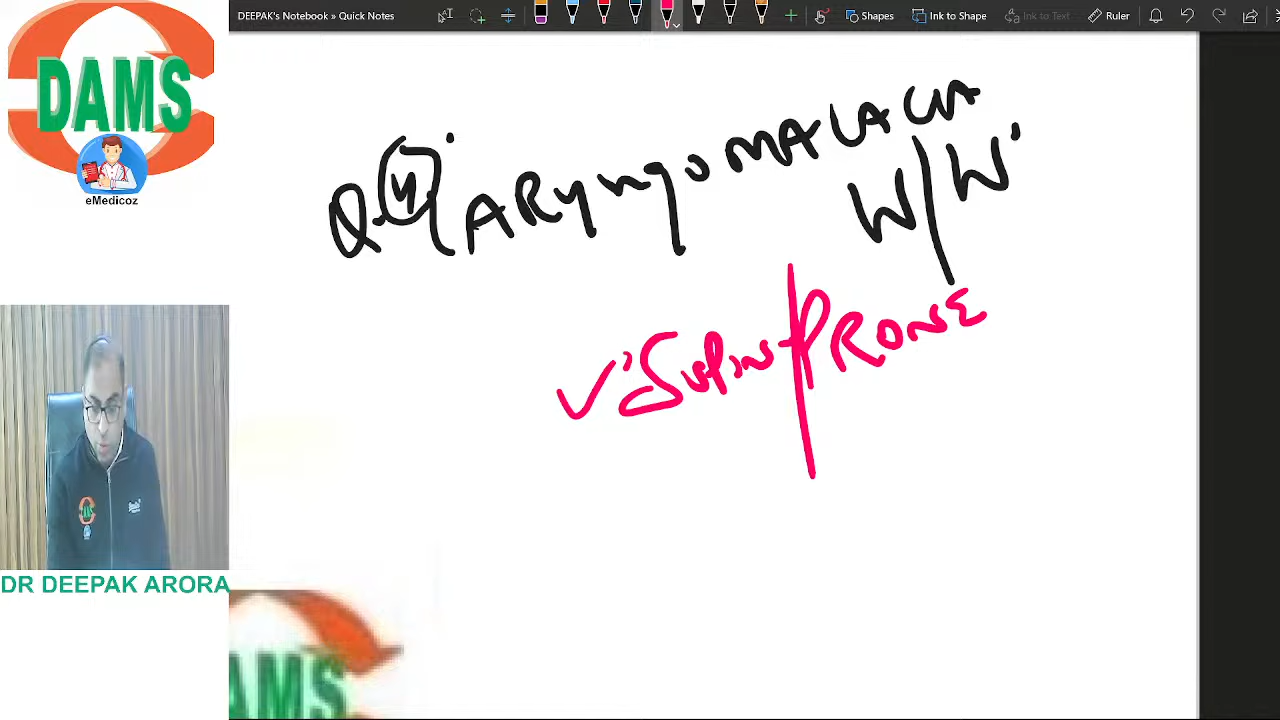 DEEPAK's Notebook » Quick Notes
Shapes
Ink to Shape
Ink to Text
Ruler
DAMS
eMedicoz
Q. 4. LARyngoMALACIA
W/W
✓ Supine/PRONE
DR DEEPAK ARORA
AMS